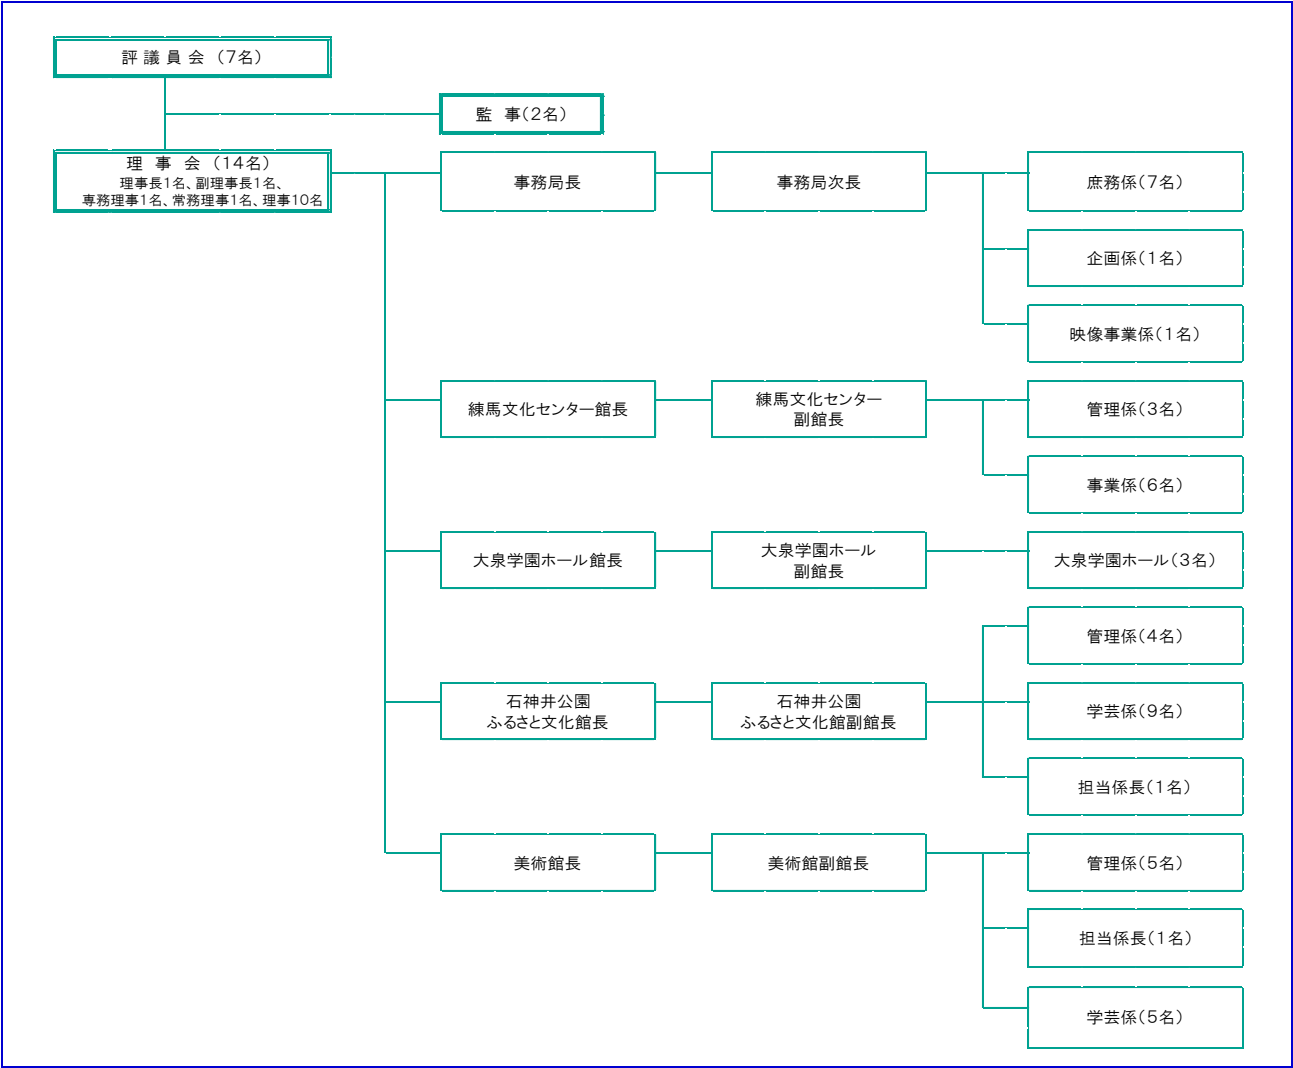 評 議 員 会 （7名）
監　事（2名）
理　事　会 （14名）
理事長1名、副理事長1名、
専務理事1名、常務理事1名、理事10名
事務局長
事務局次長
庶務係（7名）
企画係（1名）
映像事業係（1名）
練馬文化センター館長
練馬文化センター
副館長
管理係（3名）
事業係（6名）
大泉学園ホール館長
大泉学園ホール
副館長
大泉学園ホール（3名）
石神井公園
ふるさと文化館長
石神井公園
ふるさと文化館副館長
管理係（4名）
学芸係（9名）
担当係長（1名）
美術館長
美術館副館長
管理係（5名）
担当係長（1名）
学芸係（5名）